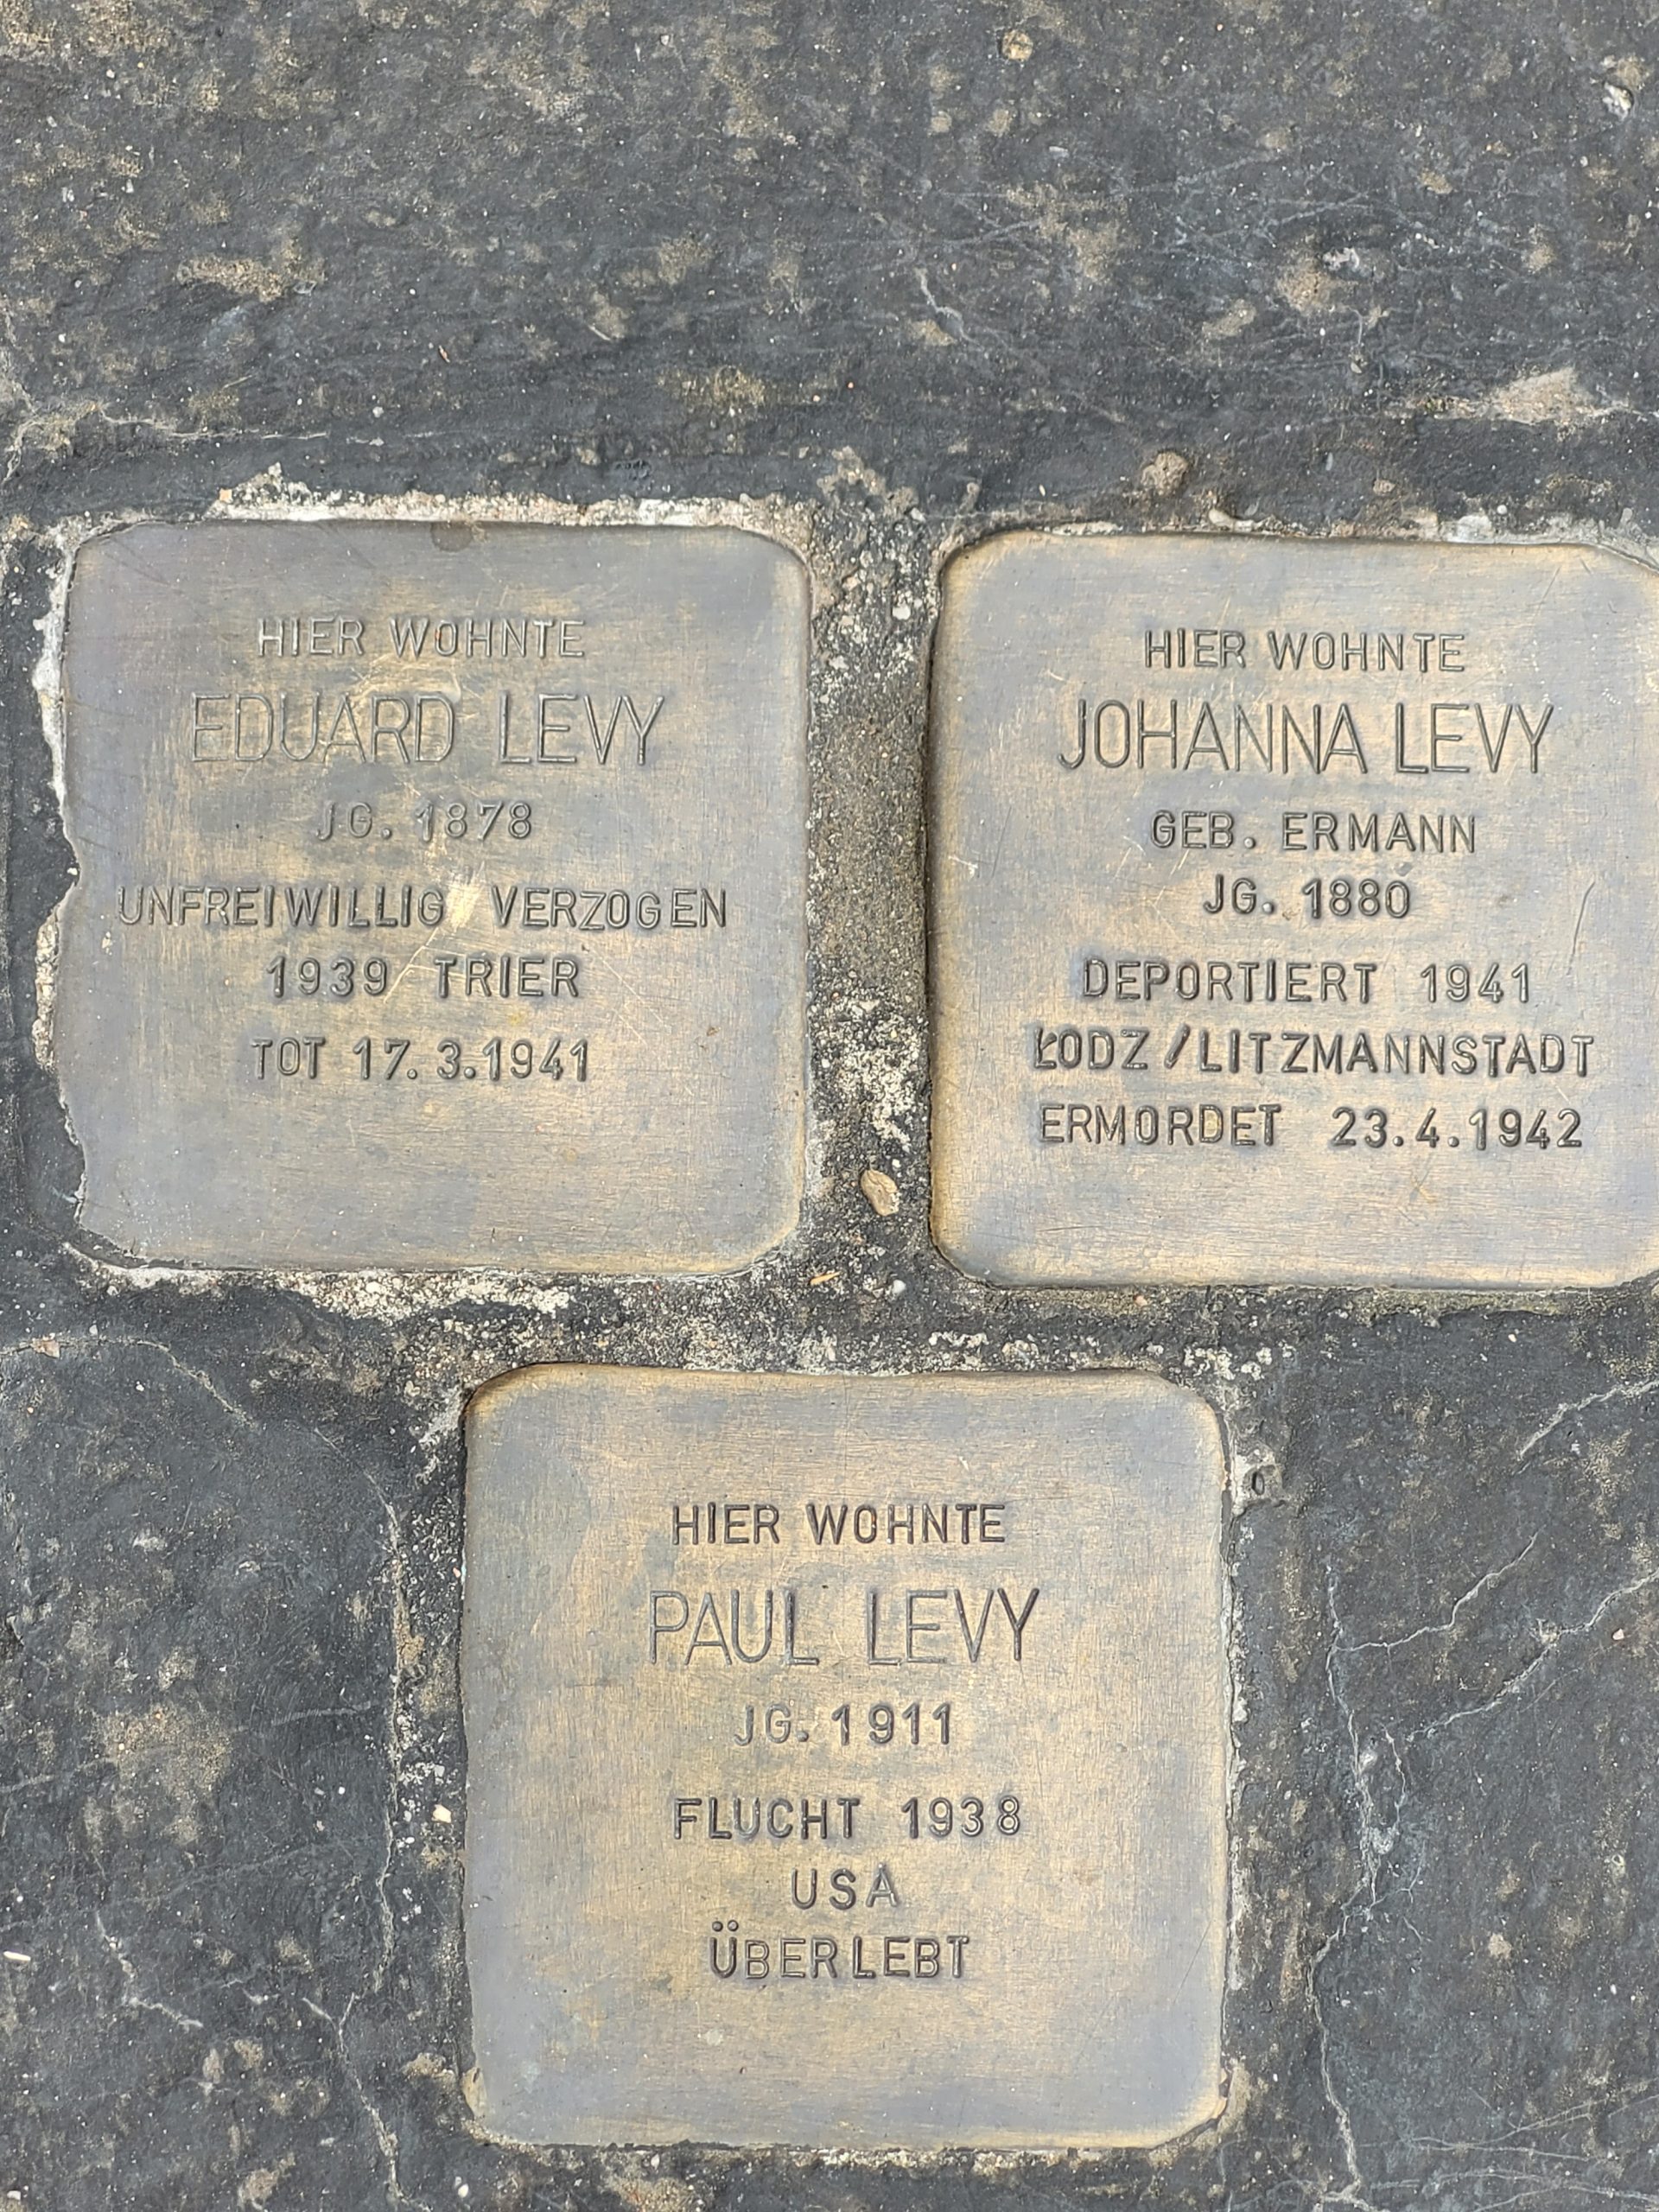 HIER WOHNTE
EDUARD LEVY
JG. 1878
UNFREIWILLIG VERZOGEN
1939 TRIER
TOT 17.3.1941
HIER WOHNTE
JOHANNA LEVY
GEB. ERMANN
JG. 1880
DEPORTIERT 1941
ŁODZ/LITZMANNSTADT
ERMORDET 23.4.1942
HIER WOHNTE
PAUL LEVY
JG. 1911
FLUCHT 1938
USA
ÜBERLEBT